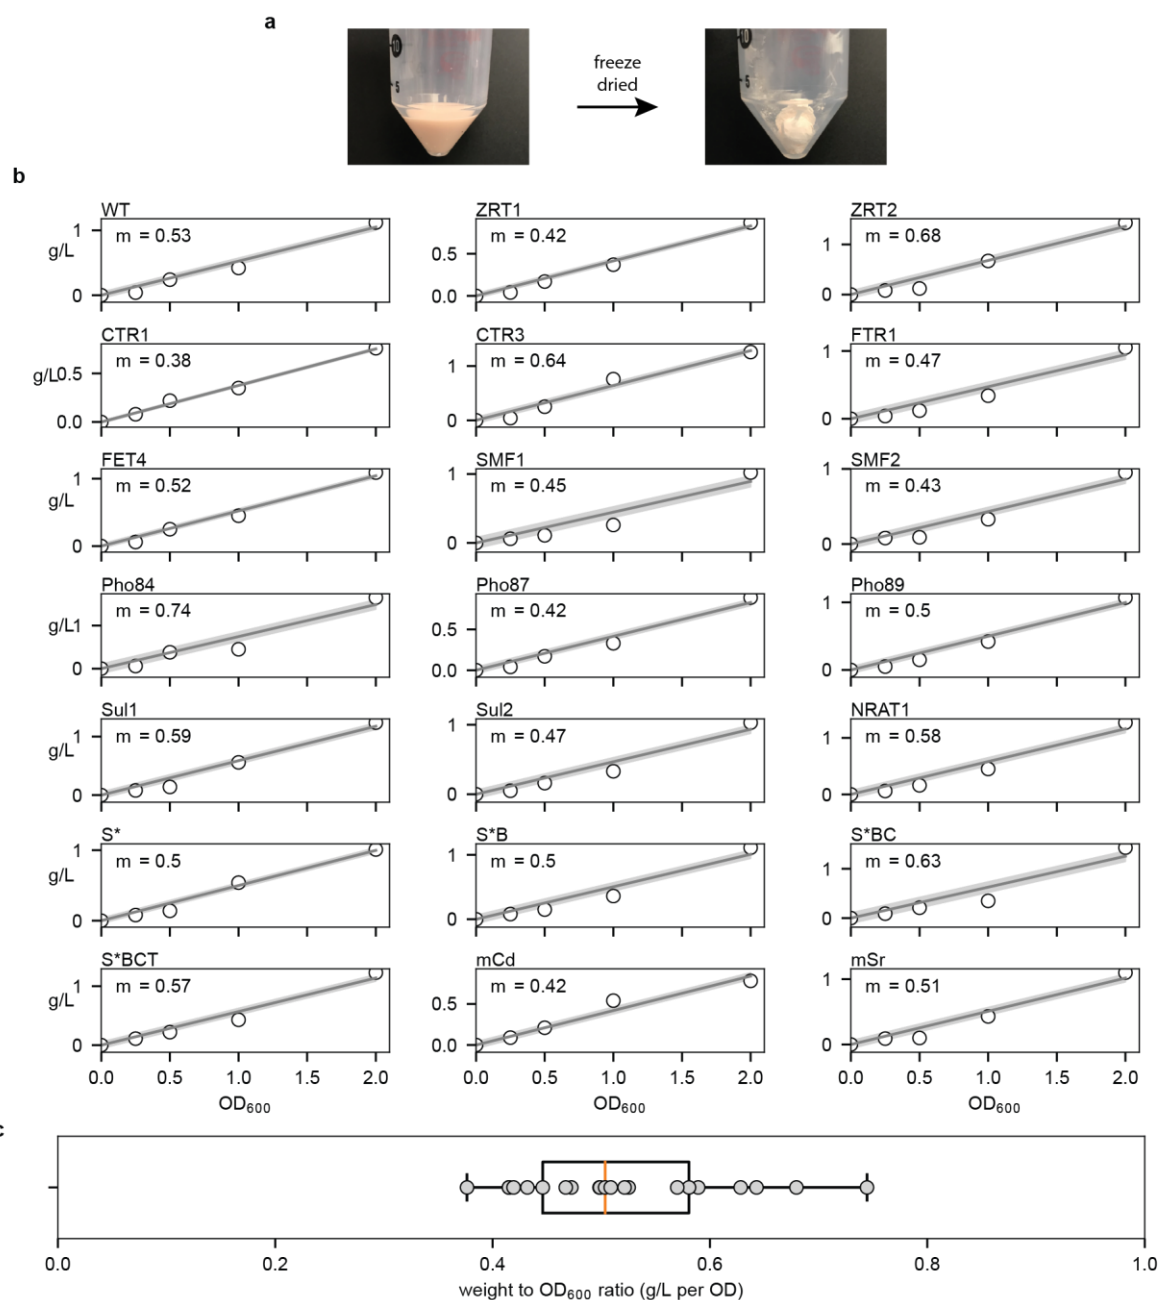 a
10
5
freeze
dried
10
5
b
WT
m = 0.53
1
g/L
0
ZRT1
m = 0.42
0.5
0.0
ZRT2
m = 0.68
1
0
CTR1
m = 0.38
g/L0.5
0.0
CTR3
m = 0.64
1
0
FTR1
m = 0.47
1
0
FET4
m = 0.52
1
g/L
0
SMF1
m = 0.45
1
0
SMF2
m = 0.43
1
0
Pho84
m = 0.74
g/L1
0
Pho87
m = 0.42
0.5
0.0
Pho89
m = 0.5
1
0
Sul1
m = 0.59
1
g/L
0
Sul2
m = 0.47
1
0
NRAT1
m = 0.58
1
0
S*
m = 0.5
1
g/L
0
S*B
m = 0.5
1
0
S*BC
m = 0.63
1
0
S*BCT
m = 0.57
1
g/L
0
0.0 0.5 1.0 1.5 2.0
OD600
mCd
m = 0.42
0.5
0.0
0.0 0.5 1.0 1.5 2.0
OD600
mSr
m = 0.51
1
0
0.0 0.5 1.0 1.5 2.0
OD600
c
0.0 0.2 0.4 0.6 0.8 1.0
weight to OD600 ratio (g/L per OD)